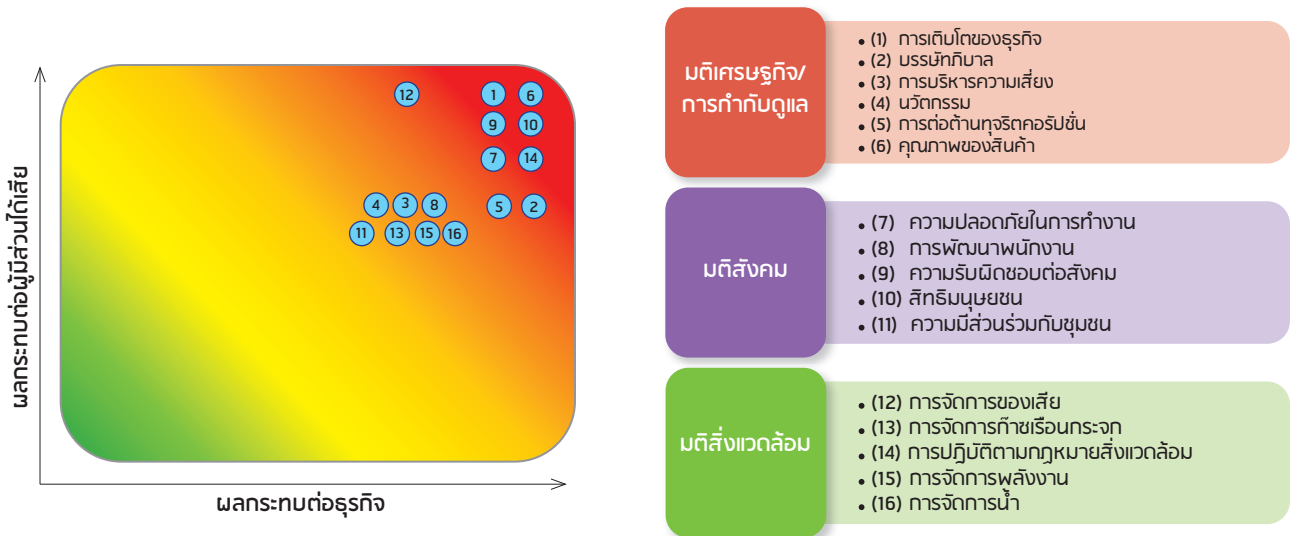 ผลกระทบต่อผู้มีส่วนได้เสีย
12 1 6
9 10
7 14
4 3 8 5 2
11 13 15 16
ผลกระทบต่อธุรกิจ
มติเศรษฐกิจ/
การกำกับดูแล
• (1) การเติบโตของธุรกิจ
• (2) บรรษัทภิบาล
• (3) การบริหารความเสี่ยง
• (4) นวัตกรรม
• (5) การต่อต้านทุจริตคอรัปชั่น
• (6) คุณภาพของสินค้า
มติสังคม
• (7) ความปลอดภัยในการทำงาน
• (8) การพัฒนาพนักงาน
• (9) ความรับผิดชอบต่อสังคม
• (10) สิทธิมนุษยชน
• (11) ความมีส่วนร่วมกับชุมชน
มติสิ่งแวดล้อม
• (12) การจัดการของเสีย
• (13) การจัดการก๊าซเรือนกระจก
• (14) การปฎิบัติตามกฎหมายสิ่งแวดล้อม
• (15) การจัดการพลังงาน
• (16) การจัดการน้ำ